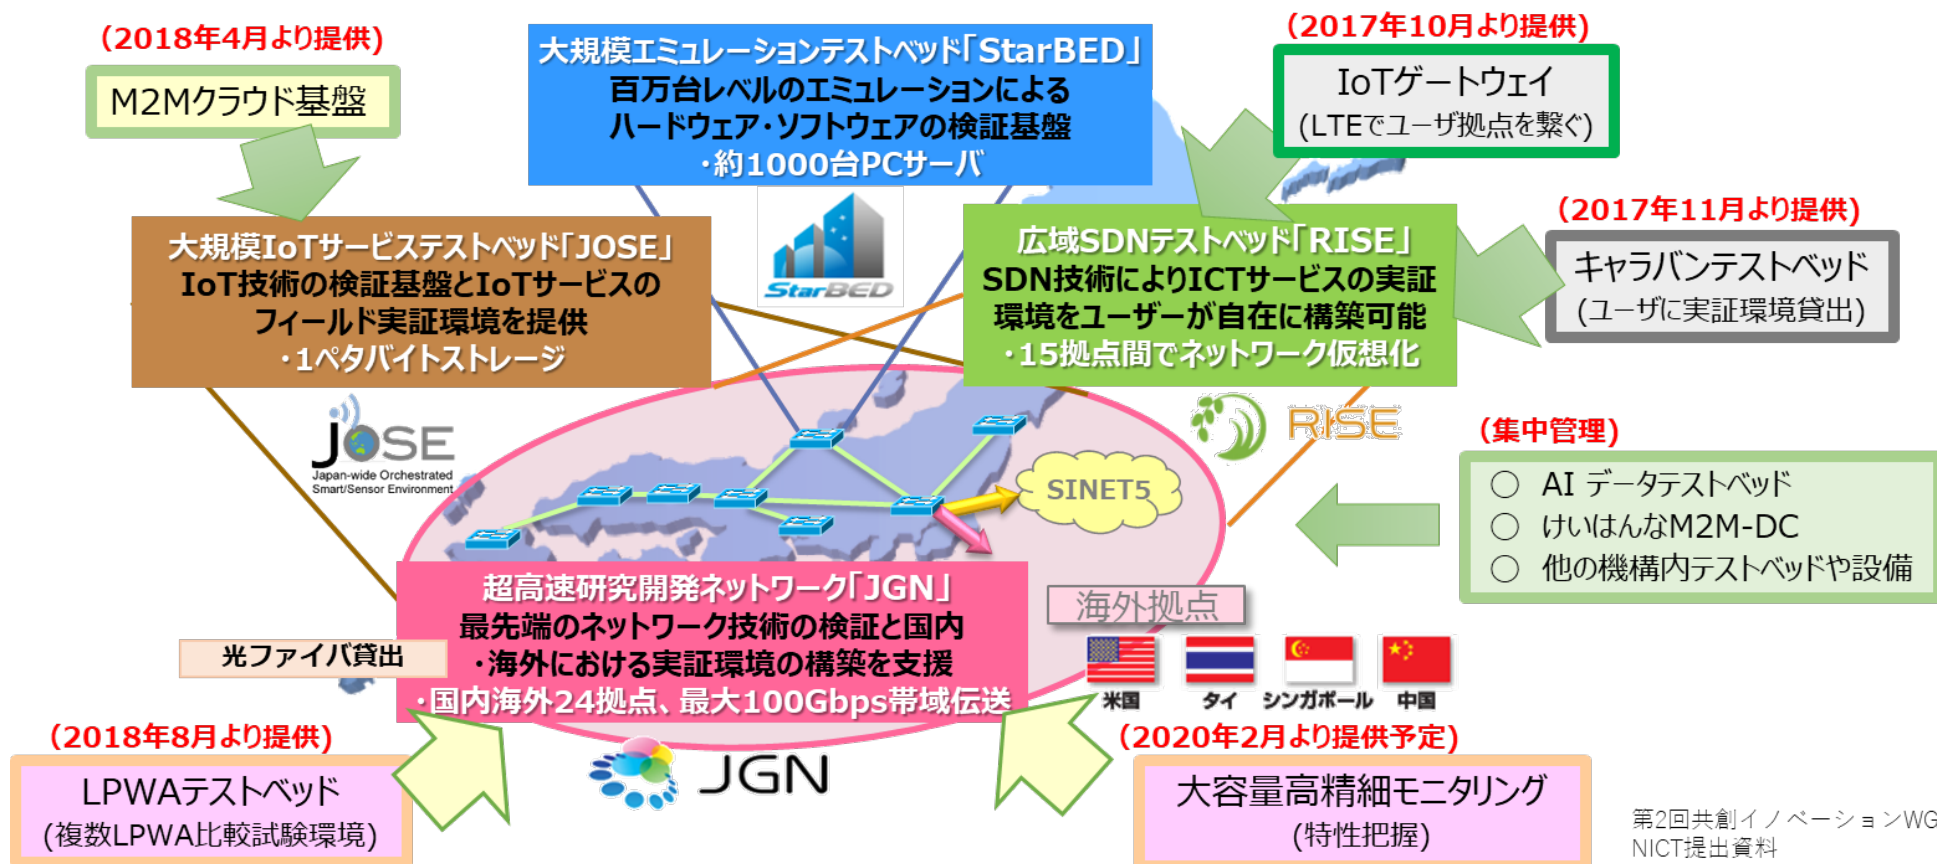 (2018年4月より提供)
M2Mクラウド基盤
大規模エミュレーションテストベッド「StarBED」
百万台レベルのエミュレーションによる
ハードウェア・ソフトウェアの検証基盤
・約1000台PCサーバ
(2017年10月より提供)
IoTゲートウェイ
(LTEでユーザ拠点を繋ぐ)
StarBED
大規模IoTサービステストベッド「JOSE」
IoT技術の検証基盤とIoTサービスの
フィールド実証環境を提供
・1ペタバイトストレージ
広域SDNテストベッド「RISE」
SDN技術によりICTサービスの実証
環境をユーザーが自在に構築可能
・15拠点間でネットワーク仮想化
(2017年11月より提供)
キャラバンテストベッド
(ユーザに実証環境貸出)
JOSE
Japan-wide Orchestrated
Smart/Sensor Environment
RISE
SINET5
(集中管理)
○ AI データテストベッド
○ けいはんなM2M-DC
○ 他の機構内テストベッドや設備
超高速研究開発ネットワーク「JGN」
最先端のネットワーク技術の検証と国内
・海外における実証環境の構築を支援
・国内海外24拠点、最大100Gbps帯域伝送
光ファイバ貸出
海外拠点
米国 タイ シンガポール 中国
(2018年8月より提供)
LPWAテストベッド
(複数LPWA比較試験環境)
JGN
(2020年2月より提供予定)
大容量高精細モニタリング
(特性把握)
第2回共創イノベーションWG
NICT提出資料